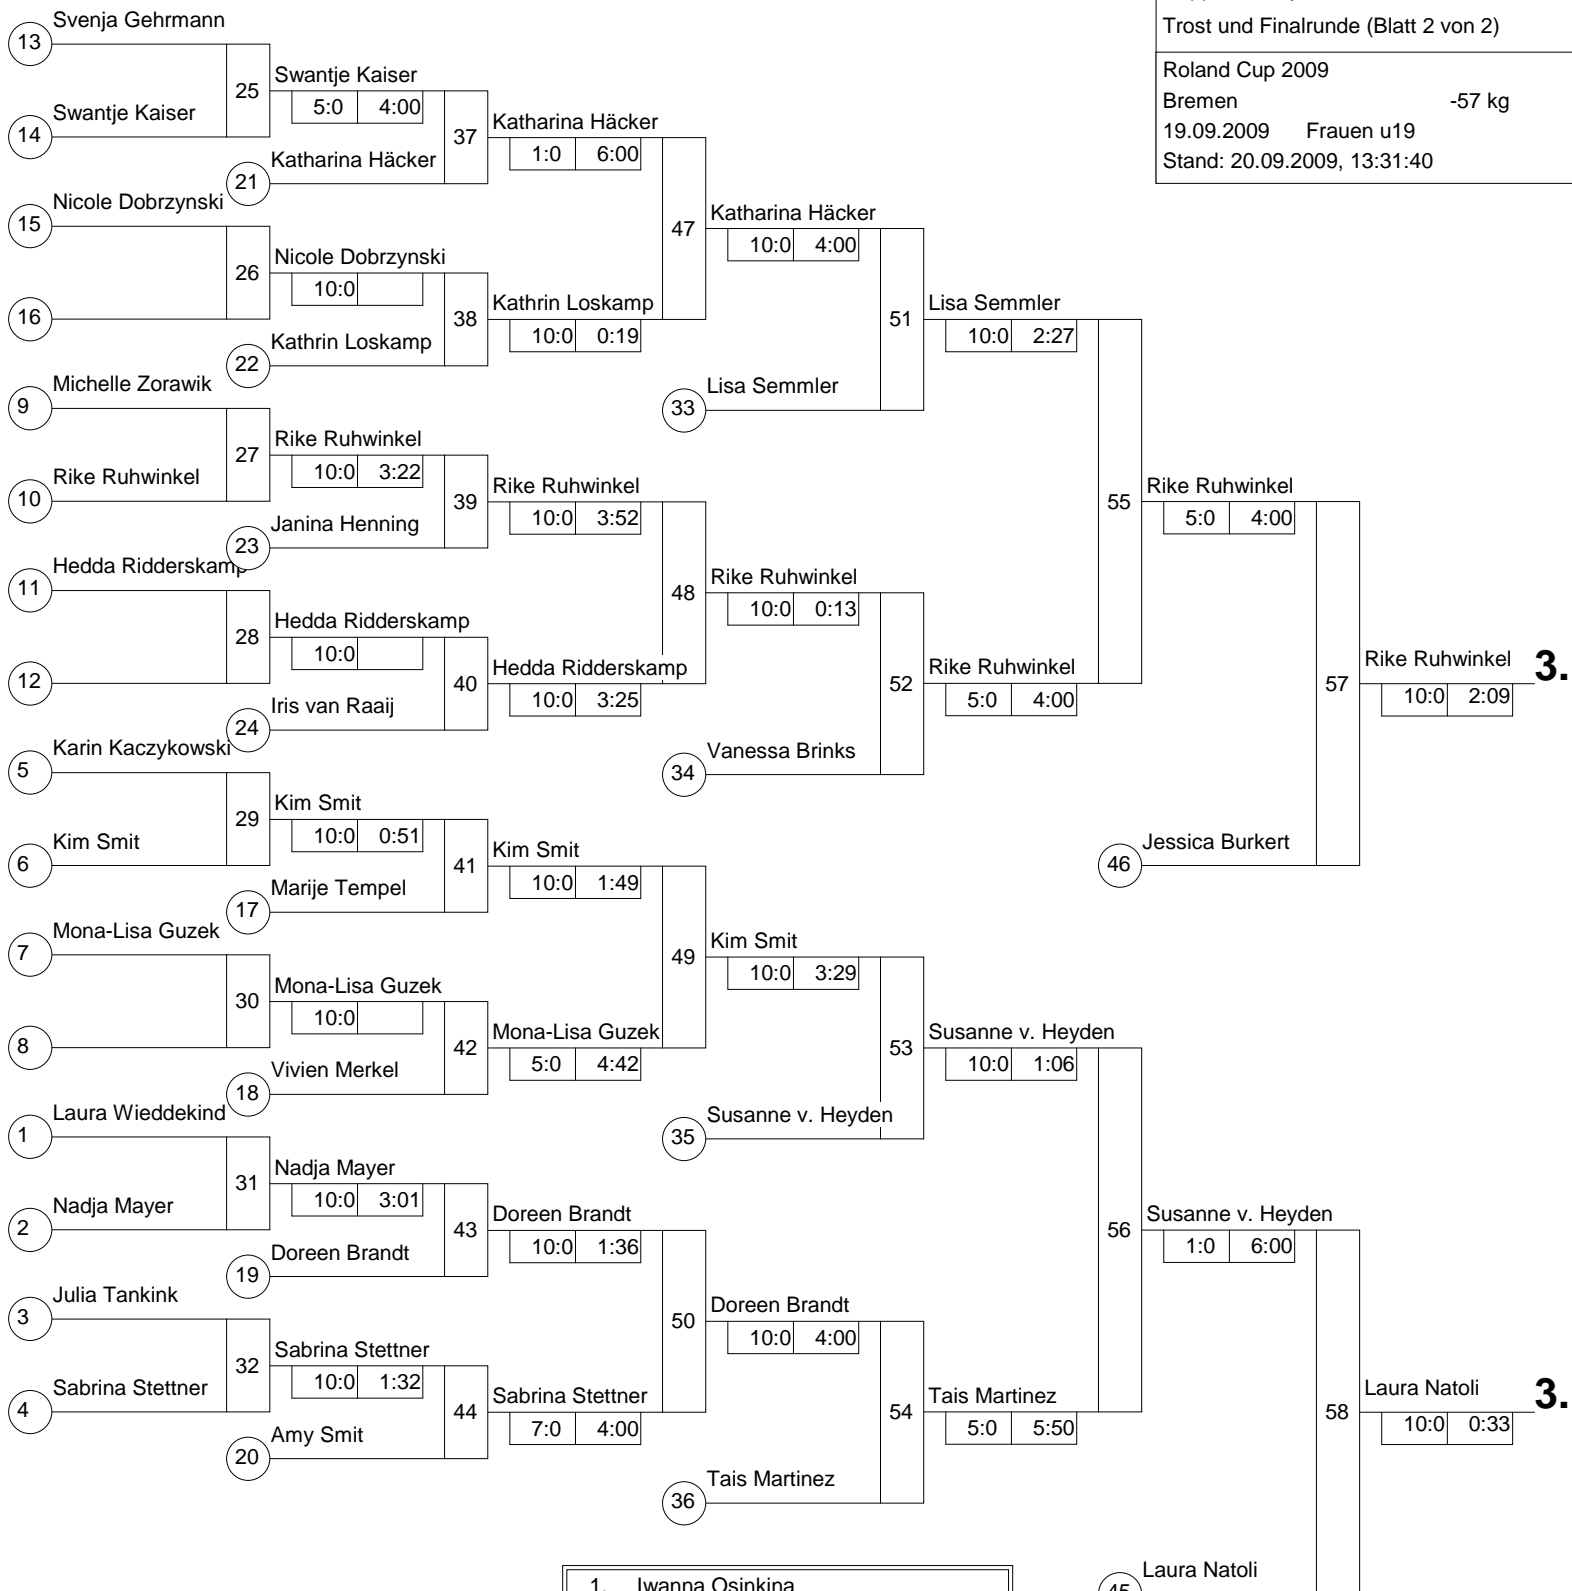 Trost und Finalrunde (Blatt 2 von 2)
Roland Cup 2009
Bremen -57 kg
19.09.2009 Frauen u19
Stand: 20.09.2009, 13:31:40
13 Svenja Gehrmann
14 Swantje Kaiser
15 Nicole Dobrzynski
16
9 Michelle Zorawik
10 Rike Ruhwinkel
11 Hedda Ridderskamp
12
5 Karin Kaczykowski
6 Kim Smit
7 Mona-Lisa Guzek
8
1 Laura Wieddekind
2 Nadja Mayer
3 Julia Tankink
4 Sabrina Stettner
25 Swantje Kaiser
5:0 4:00
21 Katharina Häcker
26 Nicole Dobrzynski
10:0
22 Kathrin Loskamp
27 Rike Ruhwinkel
10:0 3:22
23 Janina Henning
28 Hedda Ridderskamp
10:0
24 Iris van Raaij
29 Kim Smit
10:0 0:51
17 Marije Tempel
30 Mona-Lisa Guzek
10:0
18 Vivien Merkel
31 Nadja Mayer
10:0 3:01
19 Doreen Brandt
32 Sabrina Stettner
10:0 1:32
20 Amy Smit
37 Katharina Häcker
1:0 6:00
38 Kathrin Loskamp
10:0 0:19
39 Rike Ruhwinkel
10:0 3:52
40 Hedda Ridderskamp
10:0 3:25
41 Kim Smit
10:0 1:49
42 Mona-Lisa Guzek
5:0 4:42
43 Doreen Brandt
10:0 1:36
44 Sabrina Stettner
7:0 4:00
47 Katharina Häcker
10:0 4:00
33 Lisa Semmler
48 Rike Ruhwinkel
10:0 0:13
34 Vanessa Brinks
49 Kim Smit
10:0 3:29
35 Susanne v. Heyden
50 Doreen Brandt
10:0 4:00
36 Tais Martinez
51 Lisa Semmler
10:0 2:27
52 Rike Ruhwinkel
5:0 4:00
53 Susanne v. Heyden
10:0 1:06
54 Tais Martinez
5:0 5:50
55 Rike Ruhwinkel
5:0 4:00
46 Jessica Burkert
56 Susanne v. Heyden
1:0 6:00
45 Laura Natoli
57 Rike Ruhwinkel 3.
10:0 2:09
58 Laura Natoli 3.
10:0 0:33
1. Iwanna Osinkina